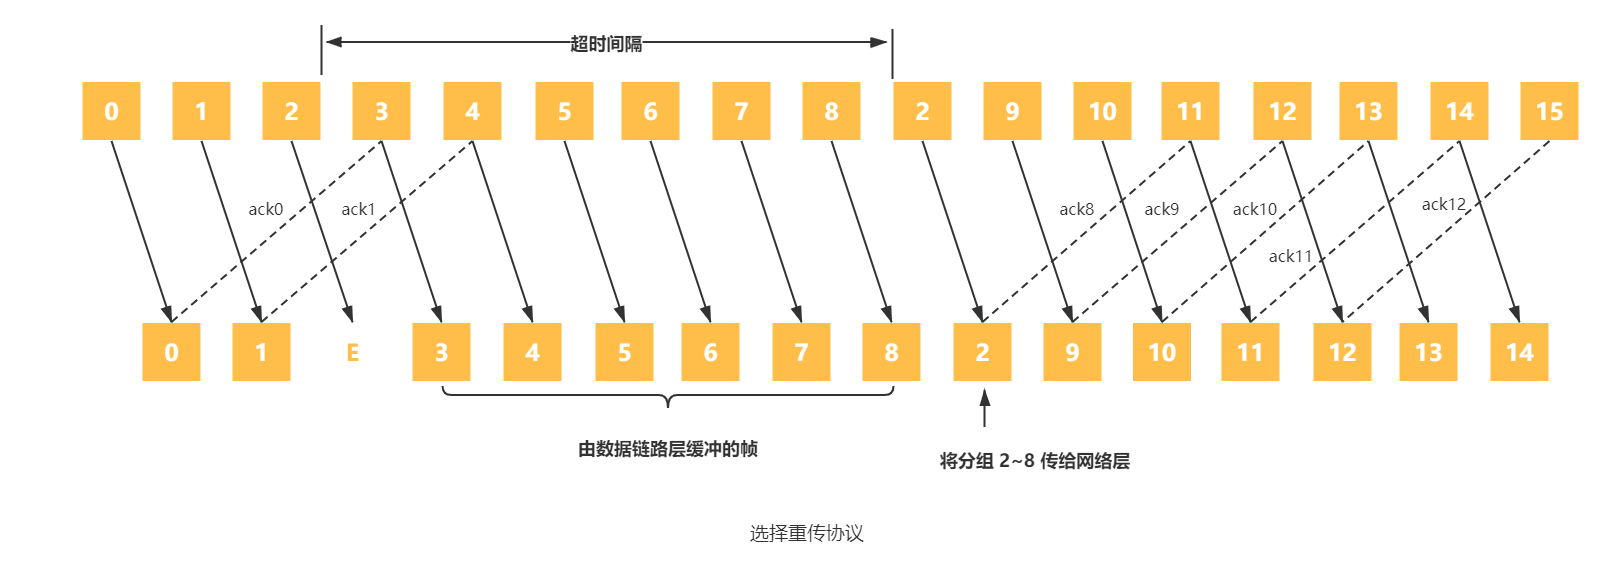 超时间隔
0 1 2 3 4 5 6 7 8 2 9 10 11 12 13 14 15
ack0 ack1 ack8 ack9 ack10 ack11 ack12
0 1 E 3 4 5 6 7 8 2 9 10 11 12 13 14
由数据链路层缓冲的帧
将分组 2~8 传给网络层
选择重传协议